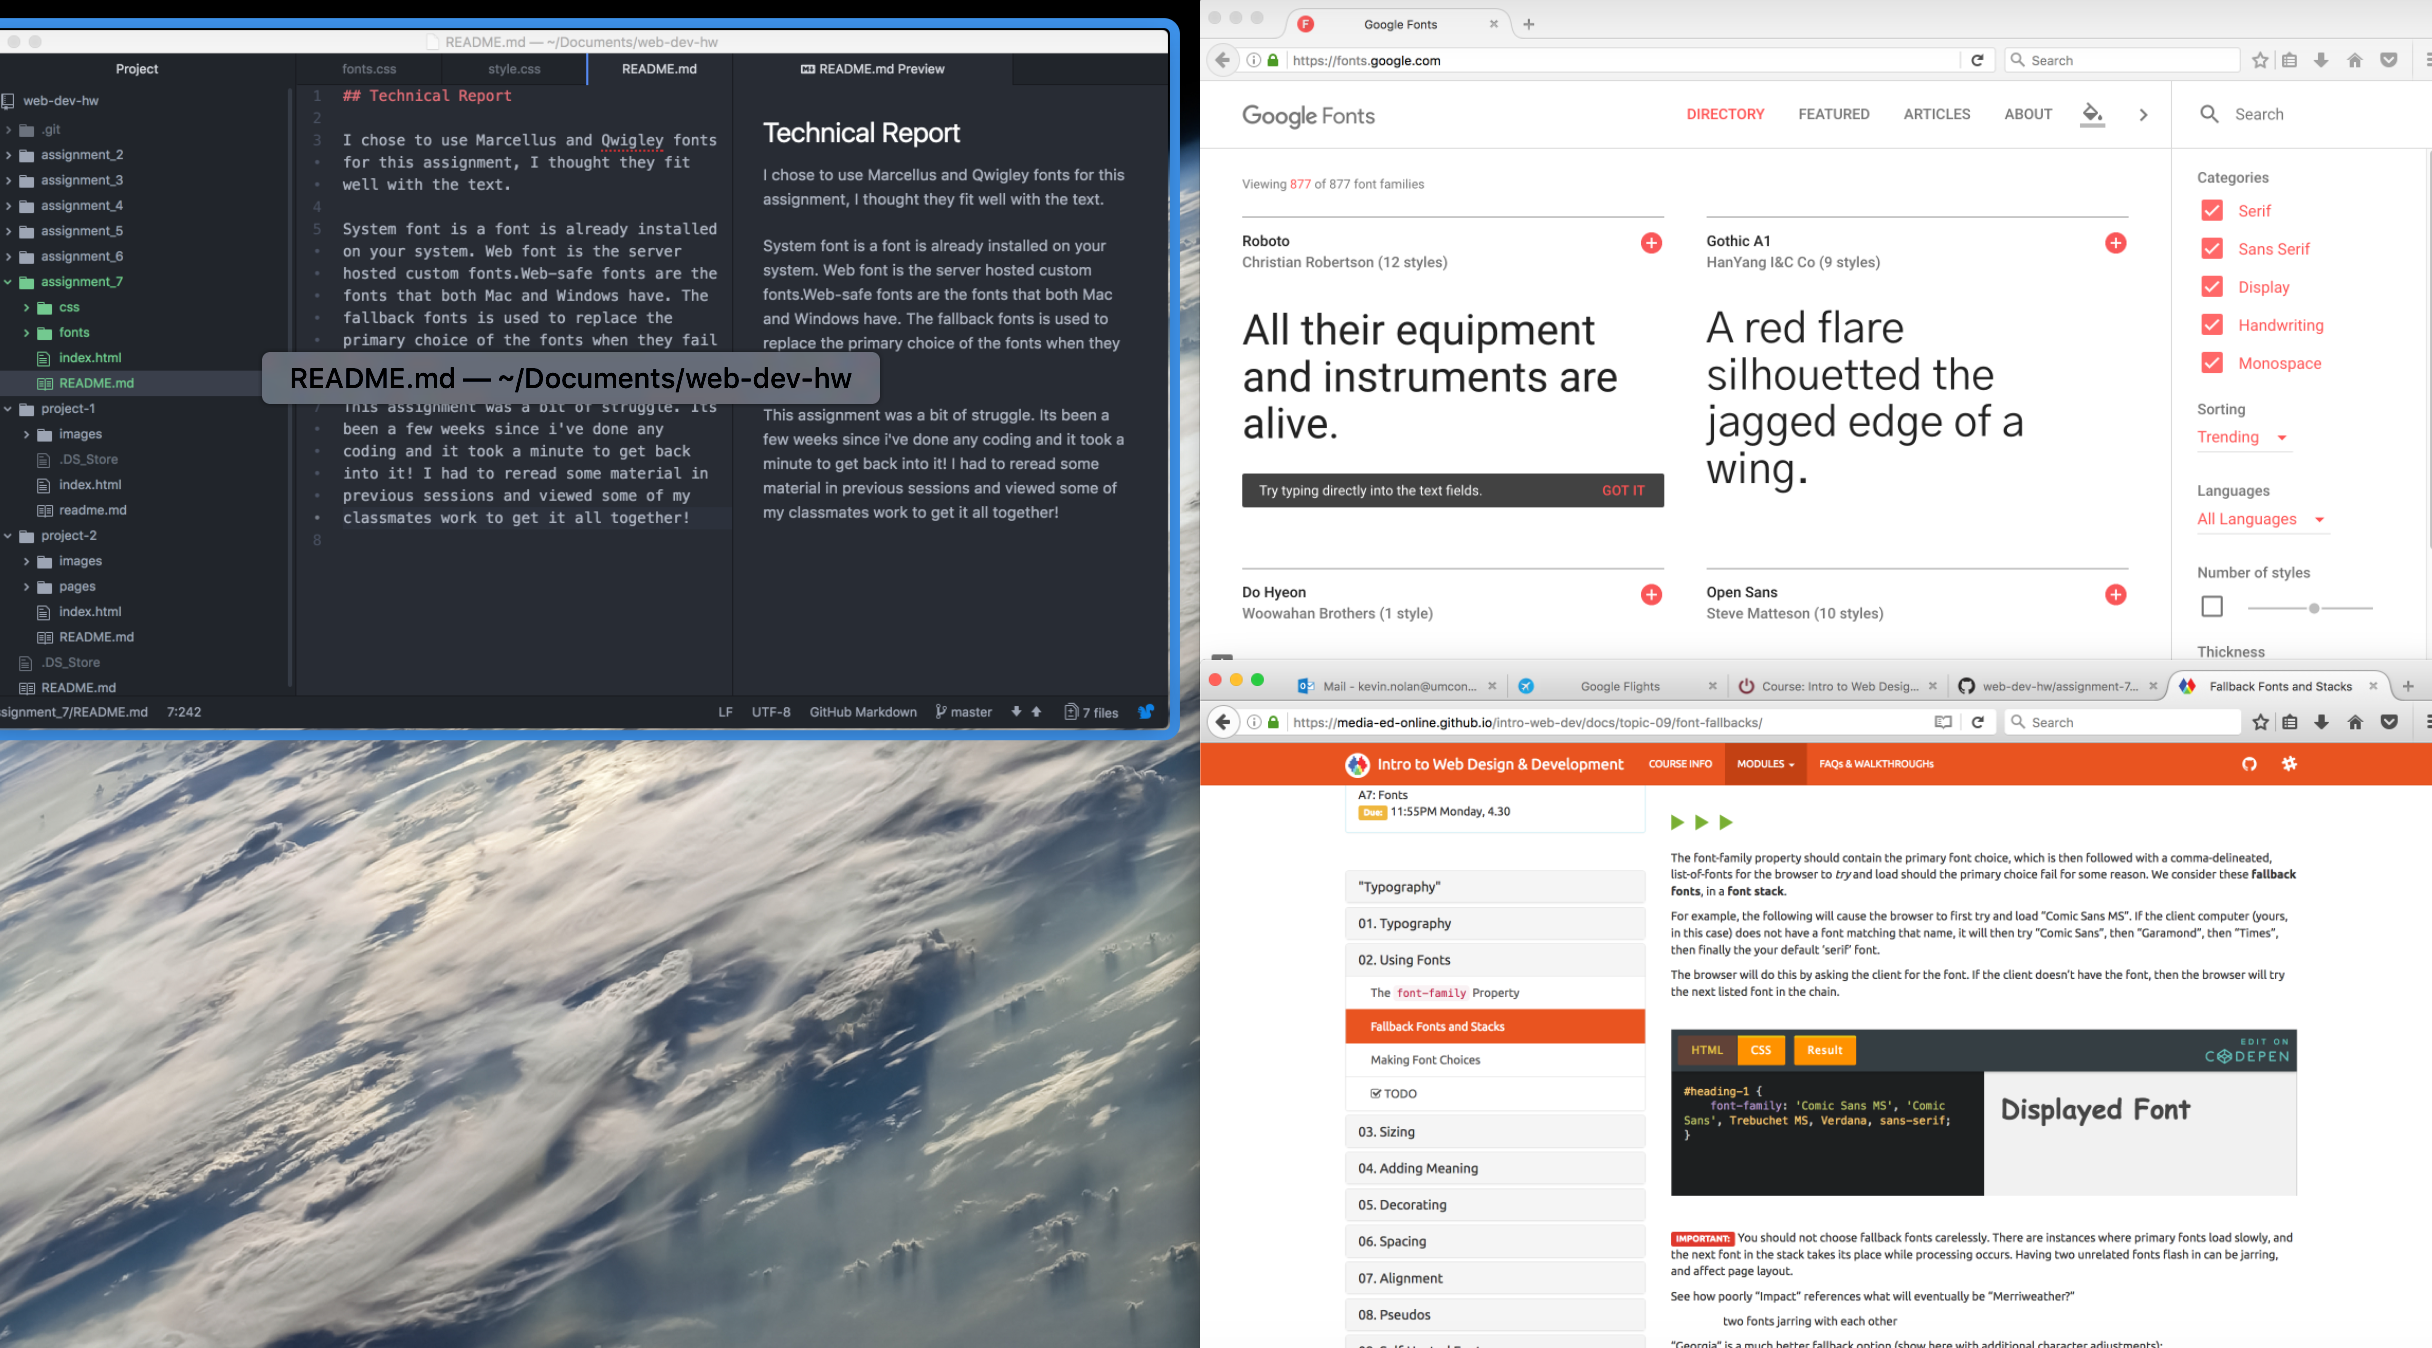 README.md — ~/Documents/web-dev-hw
Project
fonts.css
style.css
README.md
README.md Preview
web-dev-hw
.git
assignment_2
assignment_3
assignment_4
assignment_5
assignment_6
assignment_7
css
fonts
index.html
README.md
project-1
images
.DS_Store
index.html
readme.md
project-2
images
pages
index.html
README.md
.DS_Store
README.md
1 ## Technical Report
2
3 I chose to use Marcellus and Qwigley fonts
for this assignment, I thought they fit
well with the text.
4
5 System font is a font is already installed
on your system. Web font is the server
hosted custom fonts.Web-safe fonts are the
fonts that both Mac and Windows have. The
fallback fonts is used to replace the
primary choice of the fonts when they fail
README.md — ~/Documents/web-dev-hw
7 This assignment was a bit of struggle. Its
been a few weeks since i've done any
coding and it took a minute to get back
into it! I had to reread some material in
previous sessions and viewed some of my
classmates work to get it all together!
8
Technical Report
I chose to use Marcellus and Qwigley fonts for this
assignment, I thought they fit well with the text.
System font is a font is already installed on your
system. Web font is the server hosted custom
fonts.Web-safe fonts are the fonts that both Mac
and Windows have. The fallback fonts is used to
replace the primary choice of the fonts when they
This assignment was a bit of struggle. Its been a
few weeks since i've done any coding and it took a
minute to get back into it! I had to reread some
material in previous sessions and viewed some of
my classmates work to get it all together!
signment_7/README.md 7:242
LF UTF-8 GitHub Markdown master 7 files
F Google Fonts
https://fonts.google.com
Search
Google Fonts
DIRECTORY FEATURED ARTICLES ABOUT
Search
Viewing 877 of 877 font families
Roboto
Christian Robertson (12 styles)
All their equipment
and instruments are
alive.
Try typing directly into the text fields. GOT IT
Gothic A1
HanYang I&C Co (9 styles)
A red flare
silhouetted the
jagged edge of a
wing.
Do Hyeon
Woowahan Brothers (1 style)
Open Sans
Steve Matteson (10 styles)
Categories
Serif
Sans Serif
Display
Handwriting
Monospace
Sorting
Trending
Languages
All Languages
Number of styles
Thickness
Mail - kevin.nolan@umcon...
Google Flights
Course: Intro to Web Desig...
web-dev-hw/assignment-7...
Fallback Fonts and Stacks
https://media-ed-online.github.io/intro-web-dev/docs/topic-09/font-fallbacks/
Search
Intro to Web Design & Development
COURSE INFO MODULES FAQs & WALKTHROUGHs
A7: Fonts
Due: 11:55PM Monday, 4.30
"Typography"
01. Typography
02. Using Fonts
The font-family Property
Fallback Fonts and Stacks
Making Font Choices
TODO
03. Sizing
04. Adding Meaning
05. Decorating
06. Spacing
07. Alignment
08. Pseudos
The font-family property should contain the primary font choice, which is then followed with a comma-delineated,
list-of-fonts for the browser to try and load should the primary choice fail for some reason. We consider these fallback
fonts, in a font stack.
For example, the following will cause the browser to first try and load “Comic Sans MS”. If the client computer (yours,
in this case) does not have a font matching that name, it will then try “Comic Sans”, then “Garamond”, then “Times”,
then finally the your default ‘serif’ font.
The browser will do this by asking the client for the font. If the client doesn’t have the font, then the browser will try
the next listed font in the chain.
HTML CSS Result
EDIT ON
CODEPEN
#heading-1 {
font-family: 'Comic Sans MS', 'Comic
Sans', Trebuchet MS, Verdana, sans-serif;
}
Displayed Font
IMPORTANT: You should not choose fallback fonts carelessly. There are instances where primary fonts load slowly, and
the next font in the stack takes its place while processing occurs. Having two unrelated fonts flash in can be jarring,
and affect page layout.
See how poorly “Impact” references what will eventually be “Merriweather?”
two fonts jarring with each other
“Georgia” is a much better fallback option (show here with additional character adjustments):